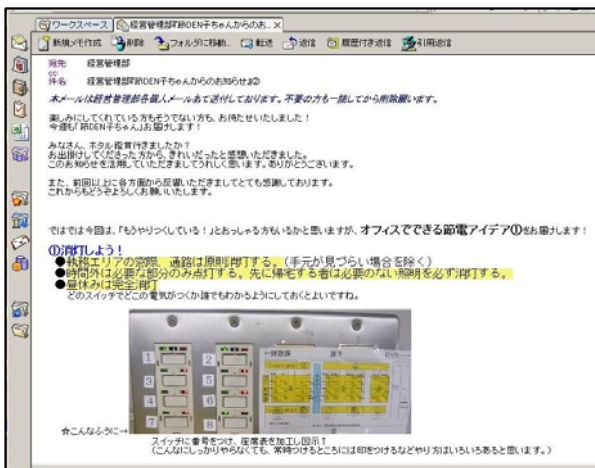 ワークスペース
経営管理部『節DEN子ちゃんからのお...
新規メモ作成 削除 フォルダに移動... 転送 返信 履歴付き返信 引用返信
宛先: 経営管理部
cc:
件名: 経営管理部『節DEN子ちゃんからのお知らせ』②
本メールは経営管理部各個人メールあて送付しております。不要の方も一読してから削除願います。
楽しみにしてくれている方もそうでない方も、お待たせいたしました!
今週も「節DEN子ちゃん」お届けします!
みなさん、ホタル鑑賞行きましたか?
お出掛けしてくださった方から、きれいだったと感想いただきました。
このお知らせを活用していただきましてうれしく思います。ありがとうございます。
また、前回以上に各方面から反響いただきましてとても感謝しております。
これからもどうぞよろしくお願いいたします。
ではでは今回は、「もうやりつくしている!」とおっしゃる方もいるかと思いますが、オフィスでできる節電アイデア①をお届します!
①消灯しよう!
●執務エリアの窓際、通路は原則消灯する。(手元が見づらい場合を除く)
●時間外は必要な部分のみ点灯する。先に帰宅する者は必要のない照明を必ず消灯する。
●昼休みは完全消灯
どのスイッチでどこの電気がつくか誰でもわかるようにしておくとよいですね。
1 2
3 4
5 6
7 8
☆こんなふうに→
スイッチに番号をつけ、座席表を加工し図示!
(こんなにしっかりやらなくても、常時つけるところには印をつけるなどやり方はいろいろあると思います。)